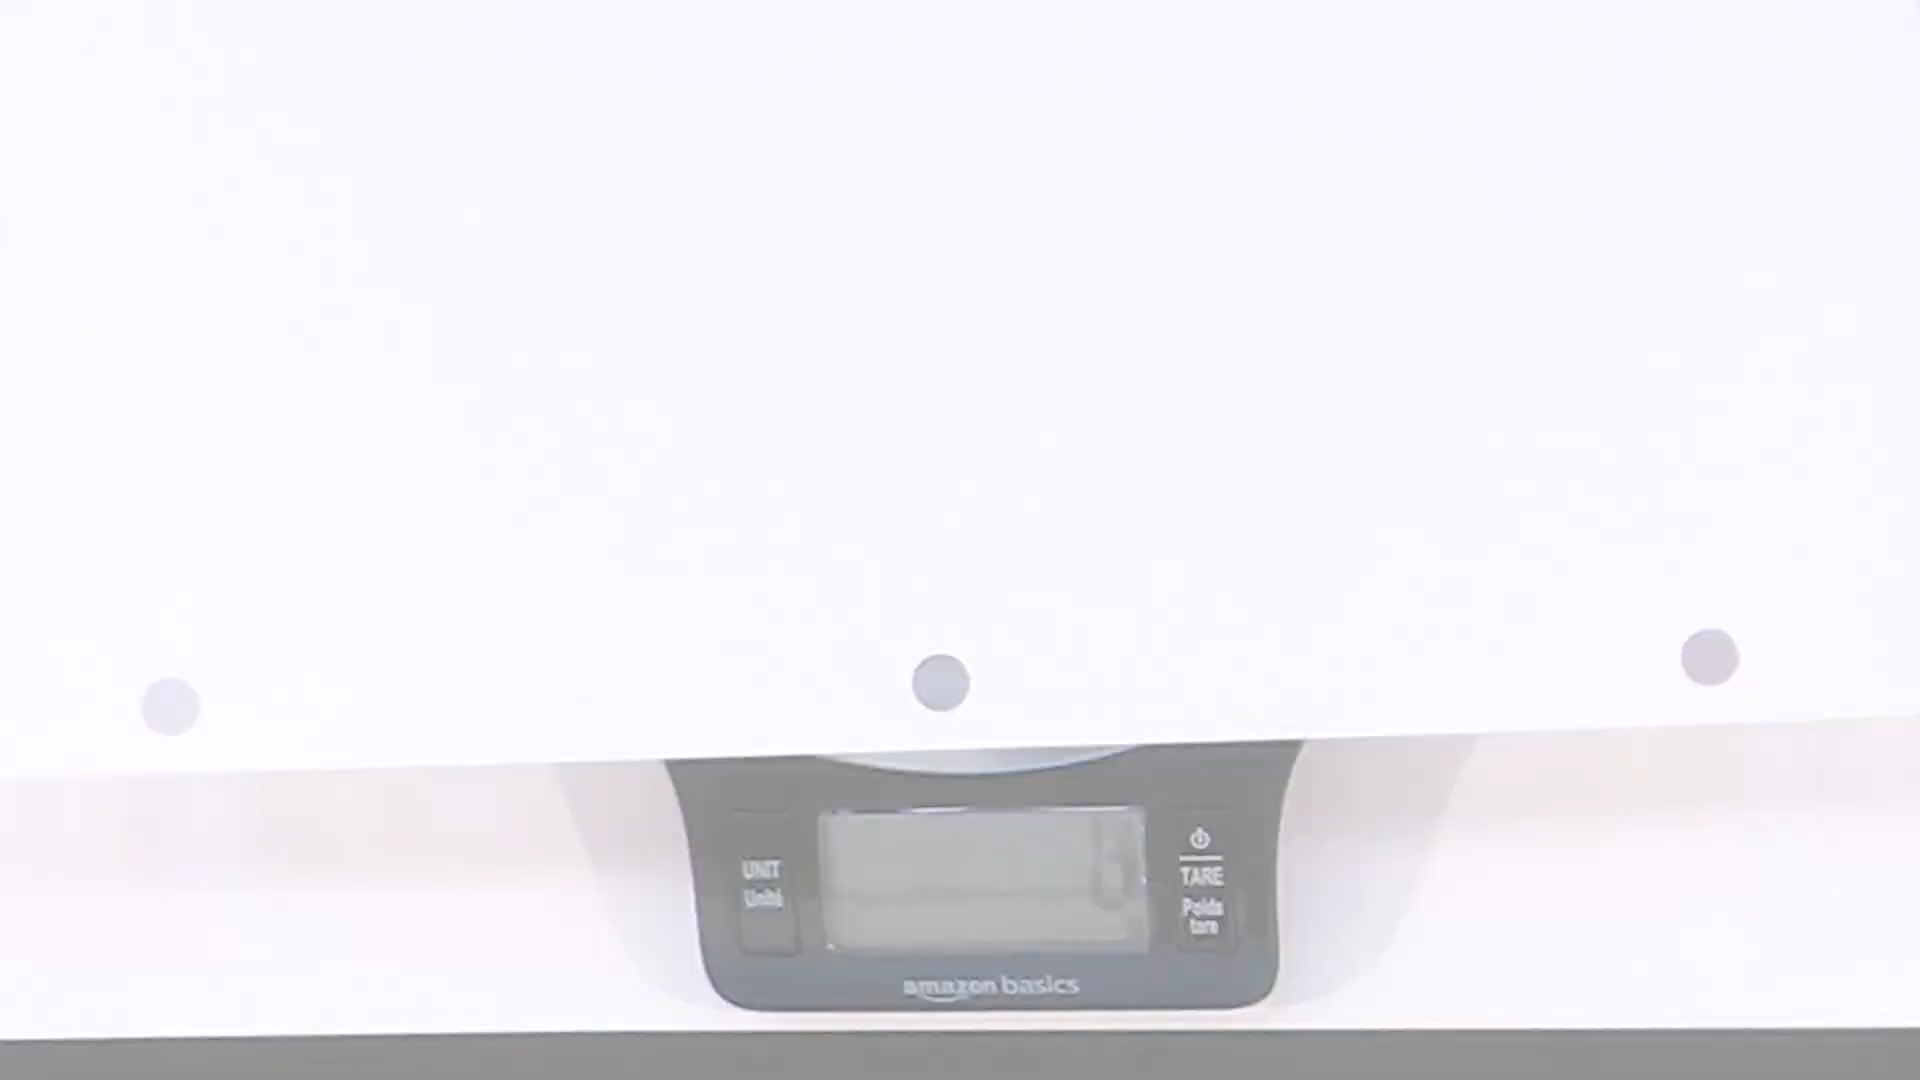 UNIT
Unité
TARE
Poids
tare
amazon basics